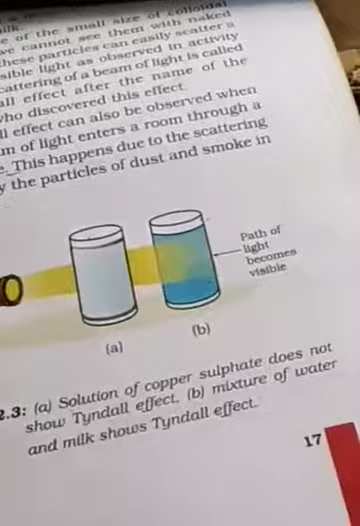 of the small size of colloidal
we cannot see them with naked
these particles can easily scatter a
visible light as observed in activity
scattering of a beam of light is called
all effect after the name of the
who discovered this effect.
ll effect can also be observed when
m of light enters a room through a
e. This happens due to the scattering
y the particles of dust and smoke in
Path of
light
becomes
visible
(a)
(b)
2.3: (a) Solution of copper sulphate does not
show Tyndall effect, (b) mixture of water
and milk shows Tyndall effect.
17